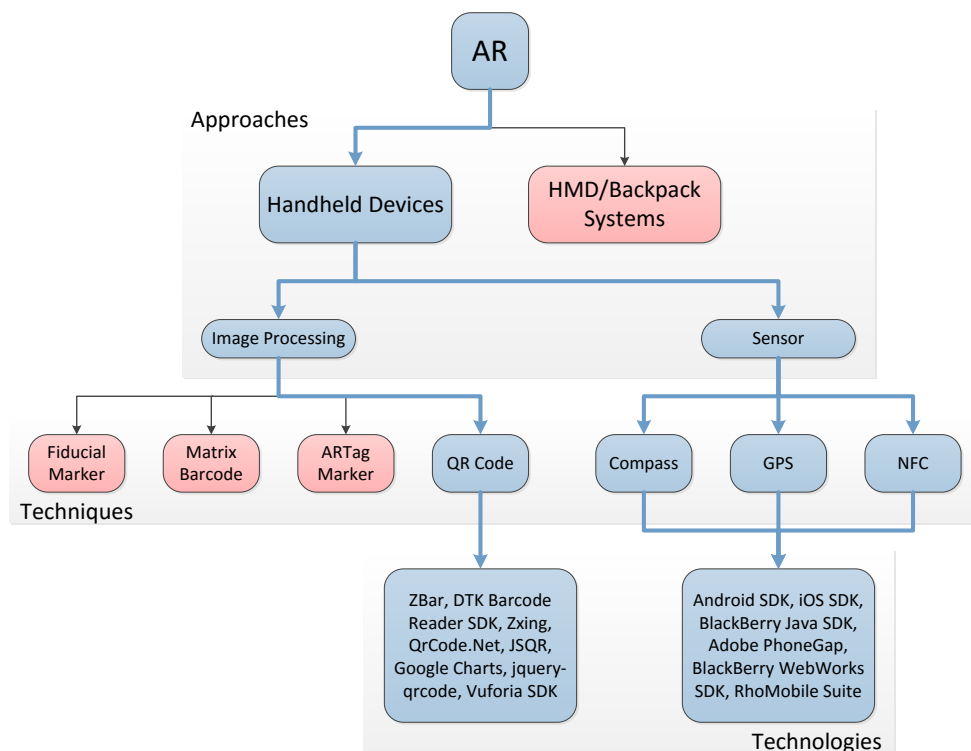 AR
Approaches
Handheld Devices
HMD/Backpack
Systems
Image Processing
Sensor
Fiducial
Marker
Matrix
Barcode
ARTag
Marker
QR Code
Compass
GPS
NFC
Techniques
ZBar, DTK Barcode
Reader SDK, Zxing,
QrCode.Net, JSQR,
Google Charts, jquery-
qrcode, Vuforia SDK
Android SDK, iOS SDK,
BlackBerry Java SDK,
Adobe PhoneGap,
BlackBerry WebWorks
SDK, RhoMobile Suite
Technologies